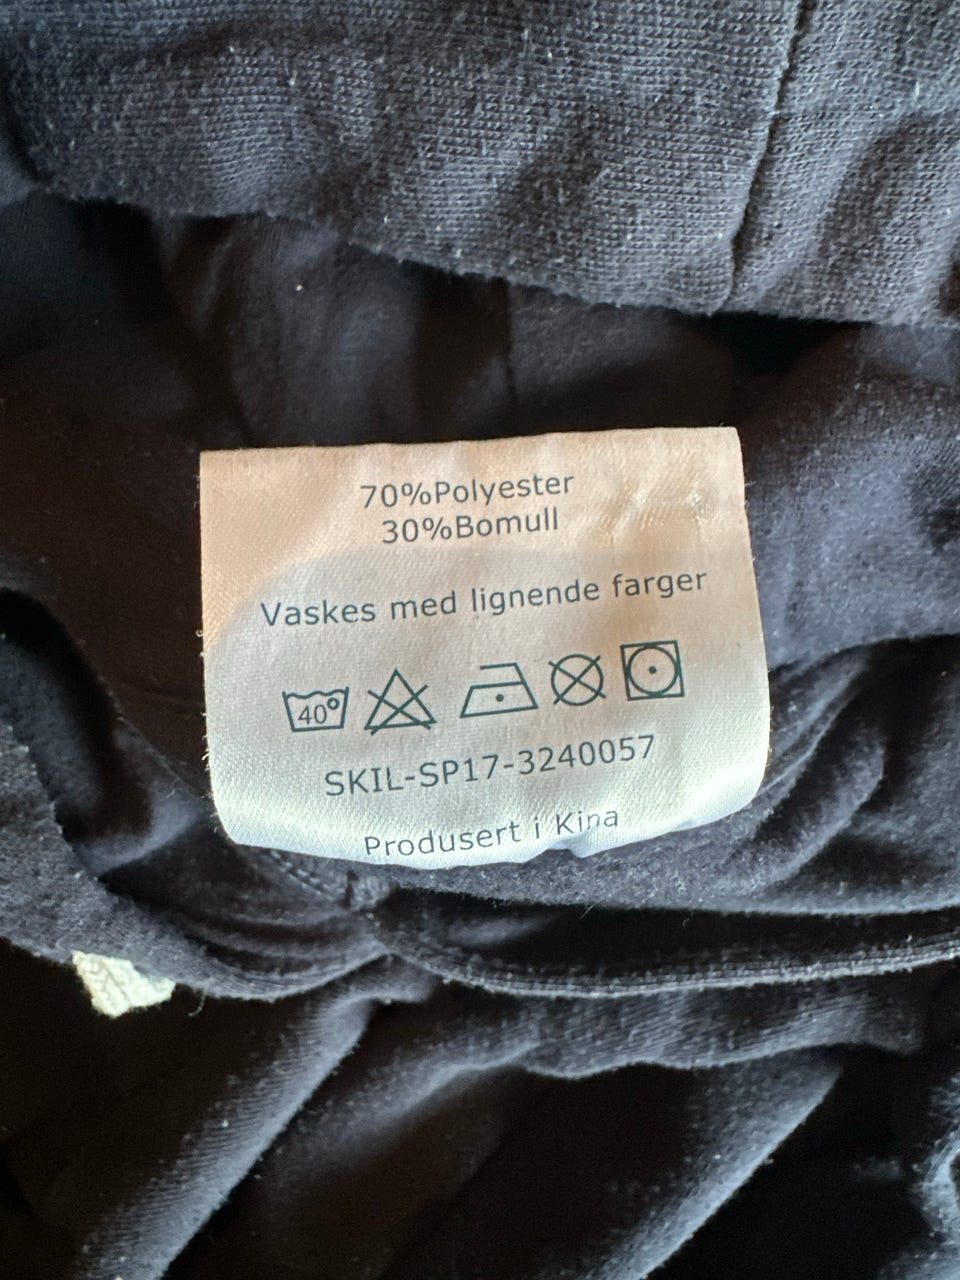 70%Polyester
30%Bomull
Vaskes med lignende farger
40°
SKIL-SP17-3240057
Produsert i Kina